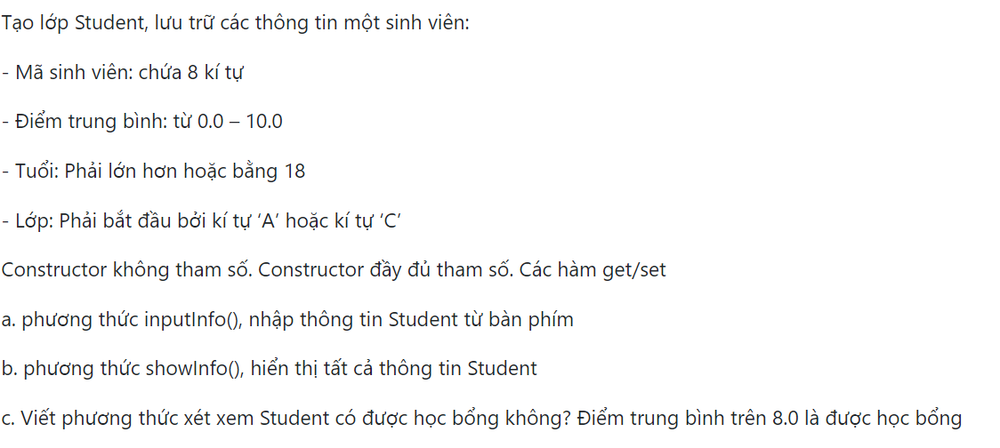 Tạo lớp Student, lưu trữ các thông tin một sinh viên:
- Mã sinh viên: chứa 8 kí tự
- Điểm trung bình: từ 0.0 – 10.0
- Tuổi: Phải lớn hơn hoặc bằng 18
- Lớp: Phải bắt đầu bởi kí tự ‘A’ hoặc kí tự ‘C’
Constructor không tham số. Constructor đầy đủ tham số. Các hàm get/set
a. phương thức inputInfo(), nhập thông tin Student từ bàn phím
b. phương thức showInfo(), hiển thị tất cả thông tin Student
c. Viết phương thức xét xem Student có được học bổng không? Điểm trung bình trên 8.0 là được học bổng